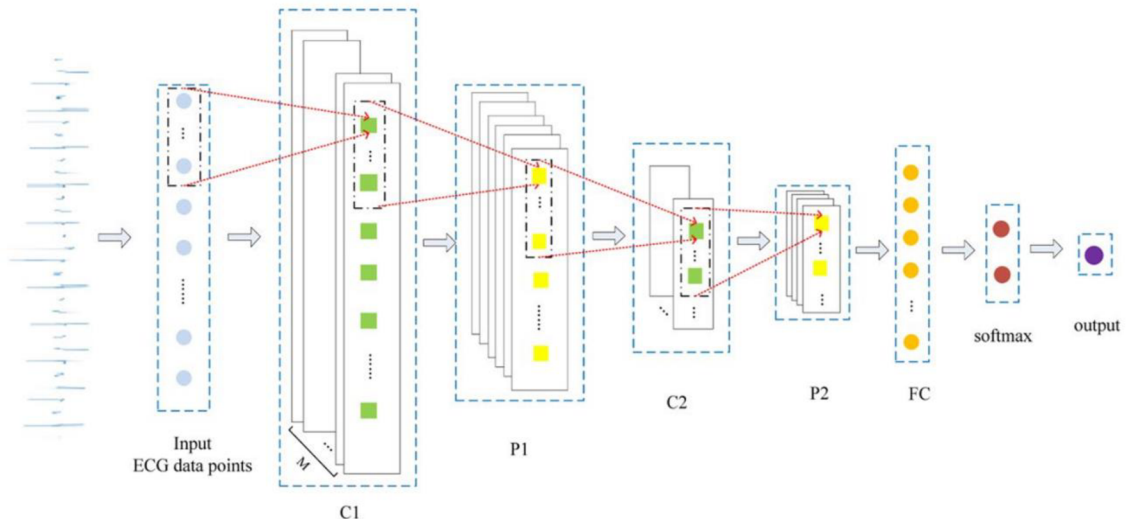 Input
ECG data points
M
C1
P1
C2
P2
FC
softmax
output